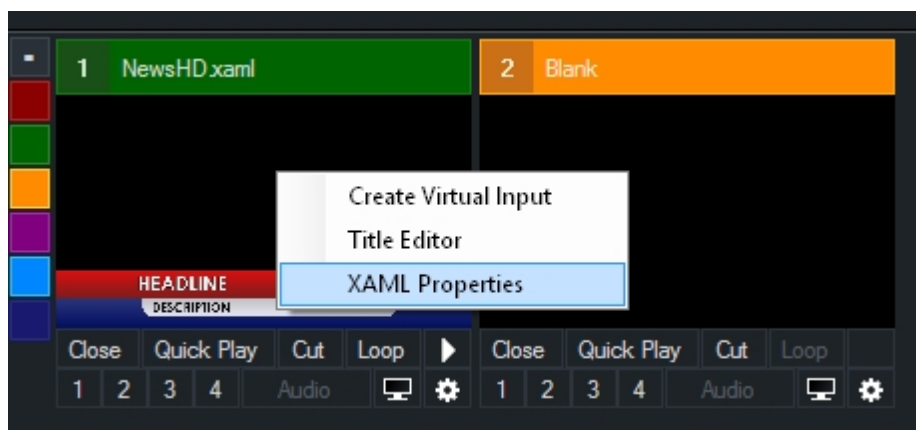 1 NewsHD.xaml 2 Blank
Create Virtual Input
Title Editor
XAML Properties
HEADLINE
DESCRIPTION
Close Quick Play Cut Loop Close Quick Play Cut Loop
1 2 3 4 Audio 1 2 3 4 Audio